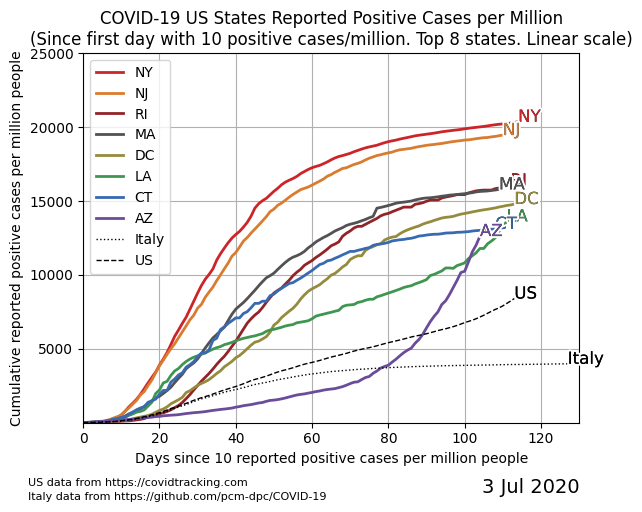 COVID-19 US States Reported Positive Cases per Million
(Since first day with 10 positive cases/million. Top 8 states. Linear scale)
Cumulative reported positive cases per million people
25000
20000
15000
10000
5000
NY
NJ
RI
MA
DC
LA
CT
AZ
Italy
US
NY
NJ
RI
MA
DC
LA
CT
AZ
US
Italy
0
20
40
60
80
100
120
Days since 10 reported positive cases per million people
US data from https://covidtracking.com
Italy data from https://github.com/pcm-dpc/COVID-19
3 Jul 2020